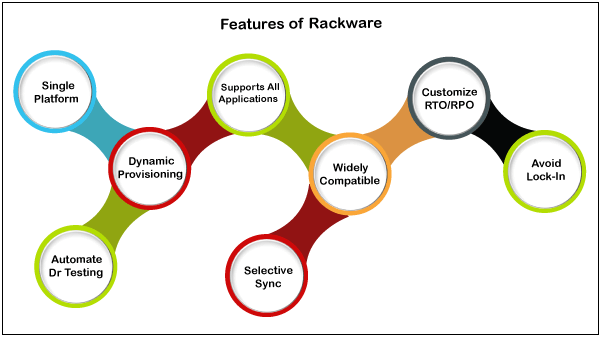 Features of Rackware
Single
Platform
Dynamic
Provisioning
Automate
Dr Testing
Supports All
Applications
Widely
Compatible
Selective
Sync
Customize
RTO/RPO
Avoid
Lock-In